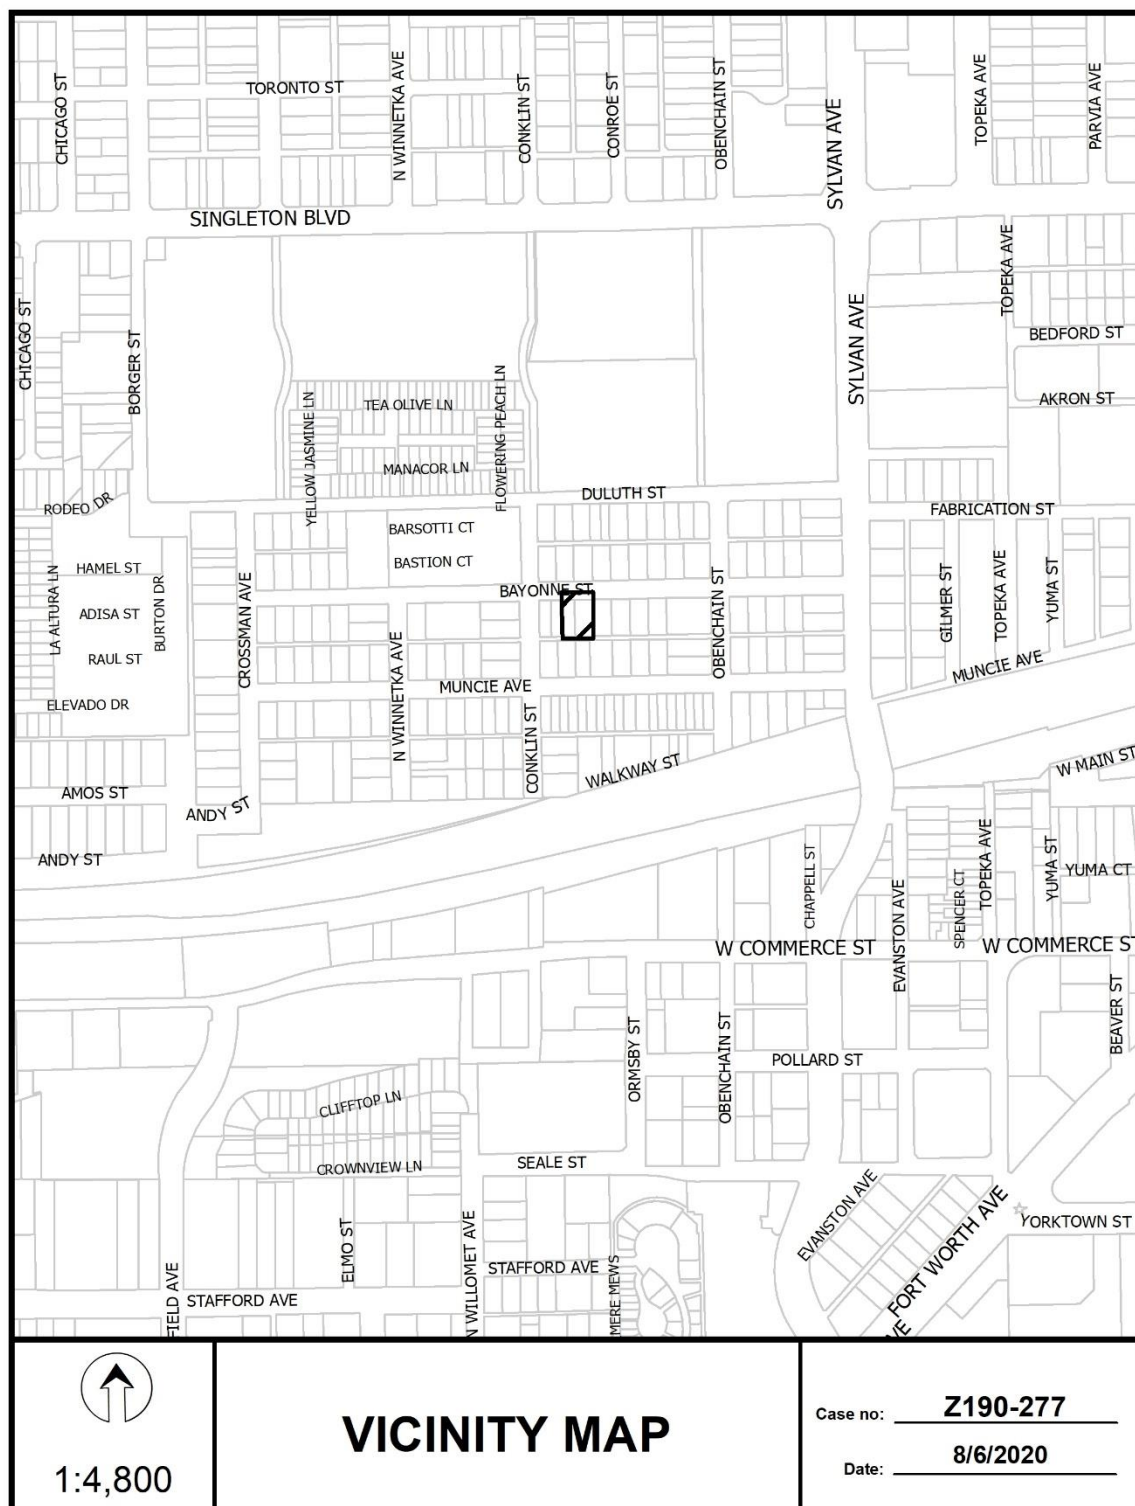 TORONTO ST
CHICAGO ST
N WINNETKA AVE
CONKLIN ST
CONROE ST
OBENCHAIN ST
SYLVAN AVE
TOPEKA AVE
PARVIA AVE
SINGLETON BLVD
TOPEKA AVE
CHICAGO ST
BORGER ST
SYLVAN AVE
BEDFORD ST
AKRON ST
YELLOW JASMINE LN
TEA OLIVE LN
FLOWERING PEACH LN
MANACOR LN
DULUTH ST
RODEO DR
FABRICATION ST
BARSOTTI CT
BASTION CT
HAMEL ST
LA ALTURA LN
ADISA ST
BURTON DR
CROSSMAN AVE
BAYONNE ST
OBENCHAIN ST
GILMER ST
TOPEKA AVE
YUMA ST
RAUL ST
N WINNETKA AVE
MUNCIE AVE
MUNCIE AVE
ELEVADO DR
CONKLIN ST
WALKWAY ST
W MAIN ST
AMOS ST
ANDY ST
ANDY ST
CHAPPELL ST
EVANSTON AVE
SPENCER CT
TOPEKA AVE
YUMA ST
YUMA CT
W COMMERCE ST
W COMMERCE ST
ORMSBY ST
OBENCHAIN ST
BEAVER ST
POLLARD ST
CLIFFTOP LN
CROWNVIEW LN
SEALE ST
EVANSTON AVE
FORT WORTH AVE
YORKTOWN ST
FIELD AVE
ELMO ST
N WILLOMET AVE
STAFFORD AVE
STAFFORD AVE
MERE MEWS
VE
1:4,800
VICINITY MAP
Case no: Z190-277
Date: 8/6/2020